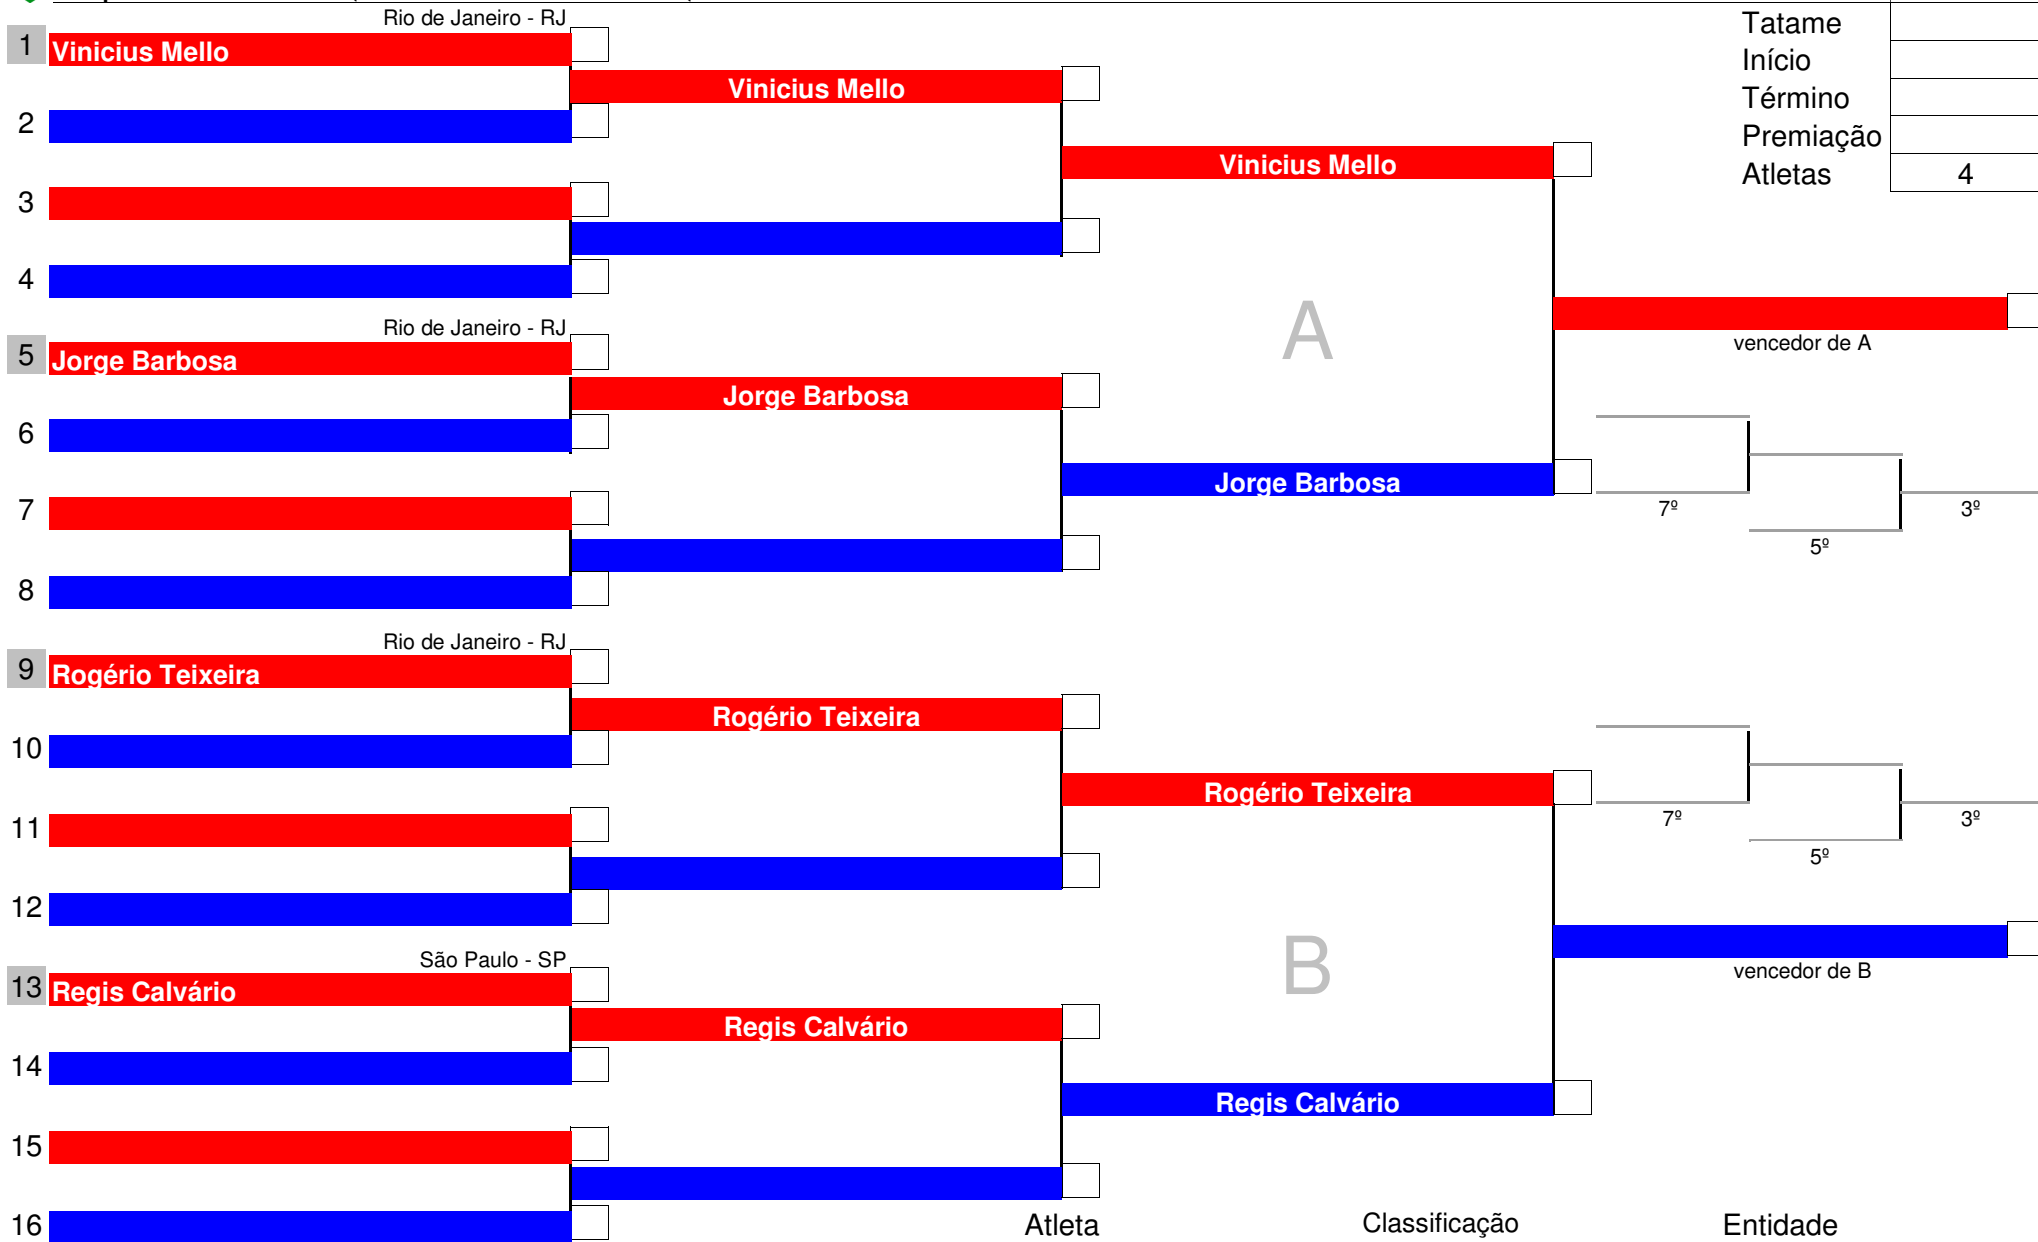 Rio de Janeiro - RJ
1 Vinicius Mello
Vinicius Mello
2
Vinicius Mello
3
4
Tatame
Início
Término
Premiação
Atletas 4
Rio de Janeiro - RJ
5 Jorge Barbosa
A
vencedor de A
Jorge Barbosa
6
Jorge Barbosa
7
7º
3º
5º
8
Rio de Janeiro - RJ
9 Rogério Teixeira
Rogério Teixeira
10
Rogério Teixeira
11
7º
3º
5º
12
São Paulo - SP
13 Regis Calvário
B
vencedor de B
Regis Calvário
14
Regis Calvário
15
16
Atleta Classificação Entidade